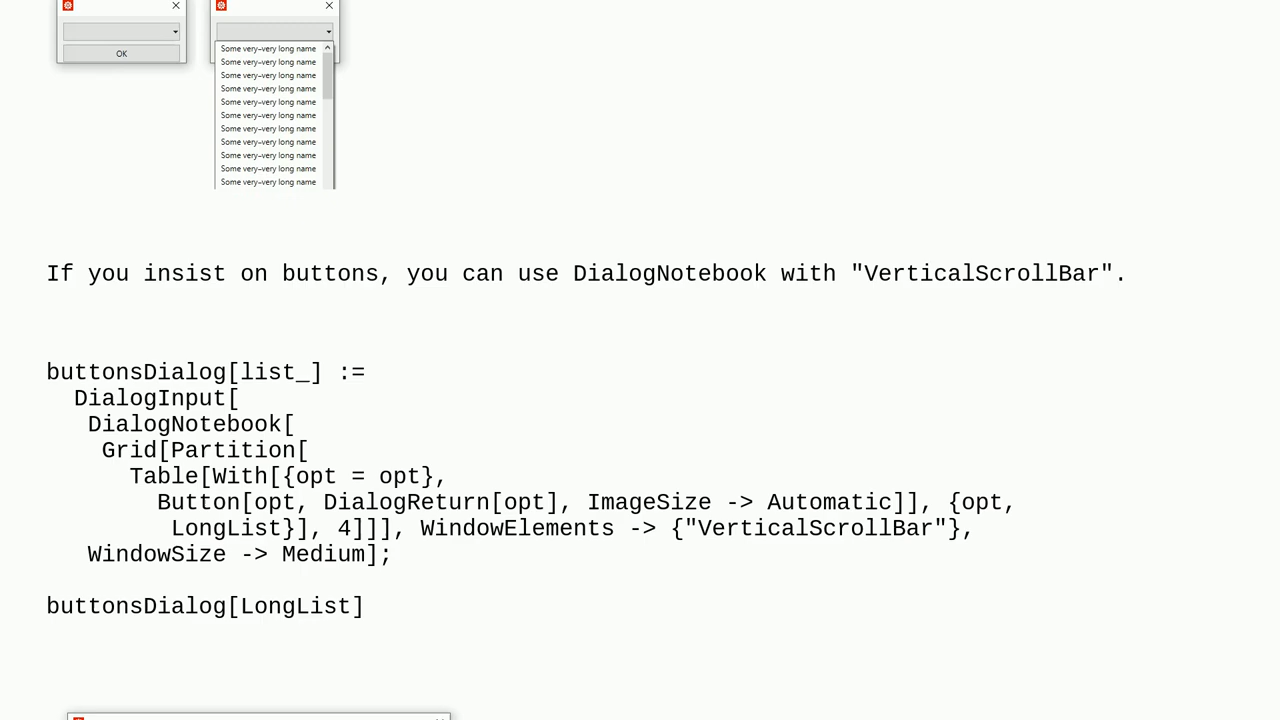 OK
Some very-very long name
Some very-very long name
Some very-very long name
Some very-very long name
Some very-very long name
Some very-very long name
Some very-very long name
Some very-very long name
Some very-very long name
Some very-very long name
Some very-very long name
If you insist on buttons, you can use DialogNotebook with "VerticalScrollBar".
buttonsDialog[list_] :=
DialogInput[
DialogNotebook[
Grid[Partition[
Table[With[{opt = opt},
Button[opt, DialogReturn[opt], ImageSize -> Automatic]], {opt,
LongList}], 4]]], WindowElements -> {"VerticalScrollBar"},
WindowSize -> Medium];
buttonsDialog[LongList]